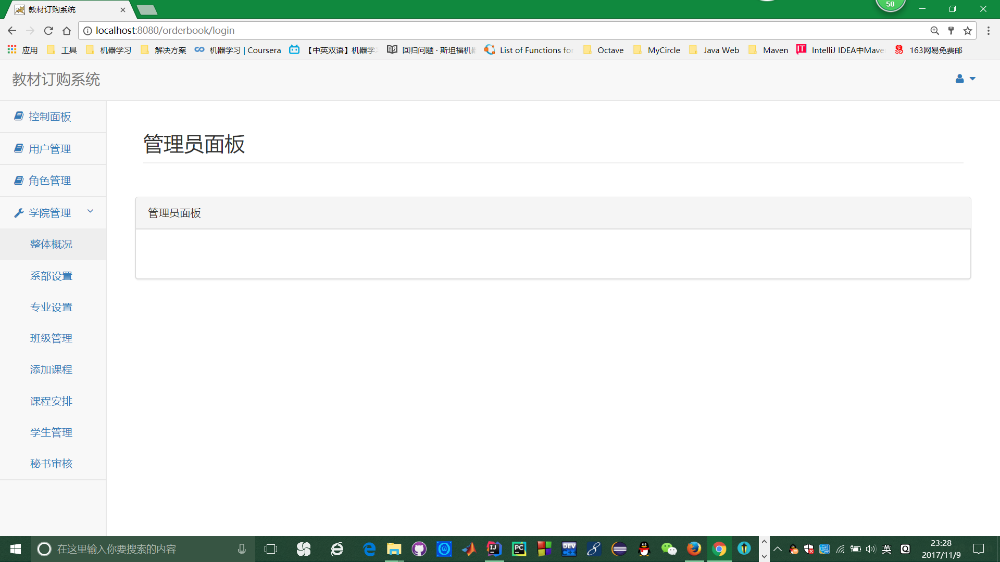 教材订购系统
50
localhost:8080/orderbook/login
应用 工具 机器学习 解决方案 机器学习 | Coursera 【中英双语】机器学 回归问题 · 斯坦福机器 List of Functions for Octave MyCircle Java Web Maven IntelliJ IDEA中Mave 163网易免费邮
教材订购系统
控制面板
用户管理
角色管理
学院管理
整体概况
系部设置
专业设置
班级管理
添加课程
课程安排
学生管理
秘书审核
管理员面板
管理员面板
在这里输入你要搜索的内容
IJ
PC
DEV
英
23:28
2017/11/9